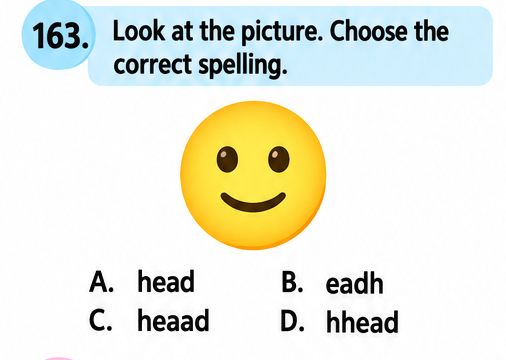 163. Look at the picture. Choose the
correct spelling.
A. head B. eadh
C. heaad D. hhead